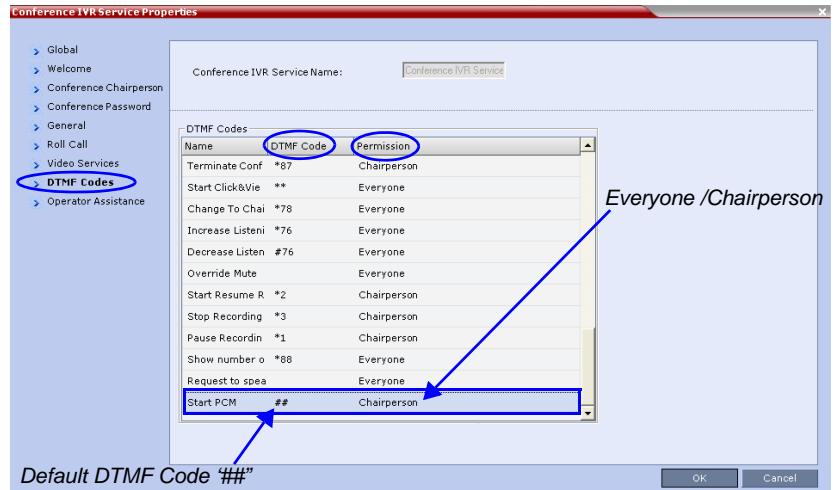 Conference IVR Service Properties
Global
Welcome
Conference Chairperson
Conference Password
General
Roll Call
Video Services
DTMF Codes
Operator Assistance
Conference IVR Service Name: Conference IVR Service
DTMF Codes
Name DTMF Code Permission
Terminate Conf *87 Chairperson
Start Click&Vie ** Everyone
Change To Chai *78 Everyone
Increase Listeni *76 Everyone
Decrease Listen #76 Everyone
Override Mute Everyone
Start Resume R *2 Chairperson
Stop Recording *3 Chairperson
Pause Recordin *1 Chairperson
Show number o *88 Everyone
Request to spea Everyone
Start PCM ## Chairperson
Everyone /Chairperson
Default DTMF Code ‘##”
OK Cancel